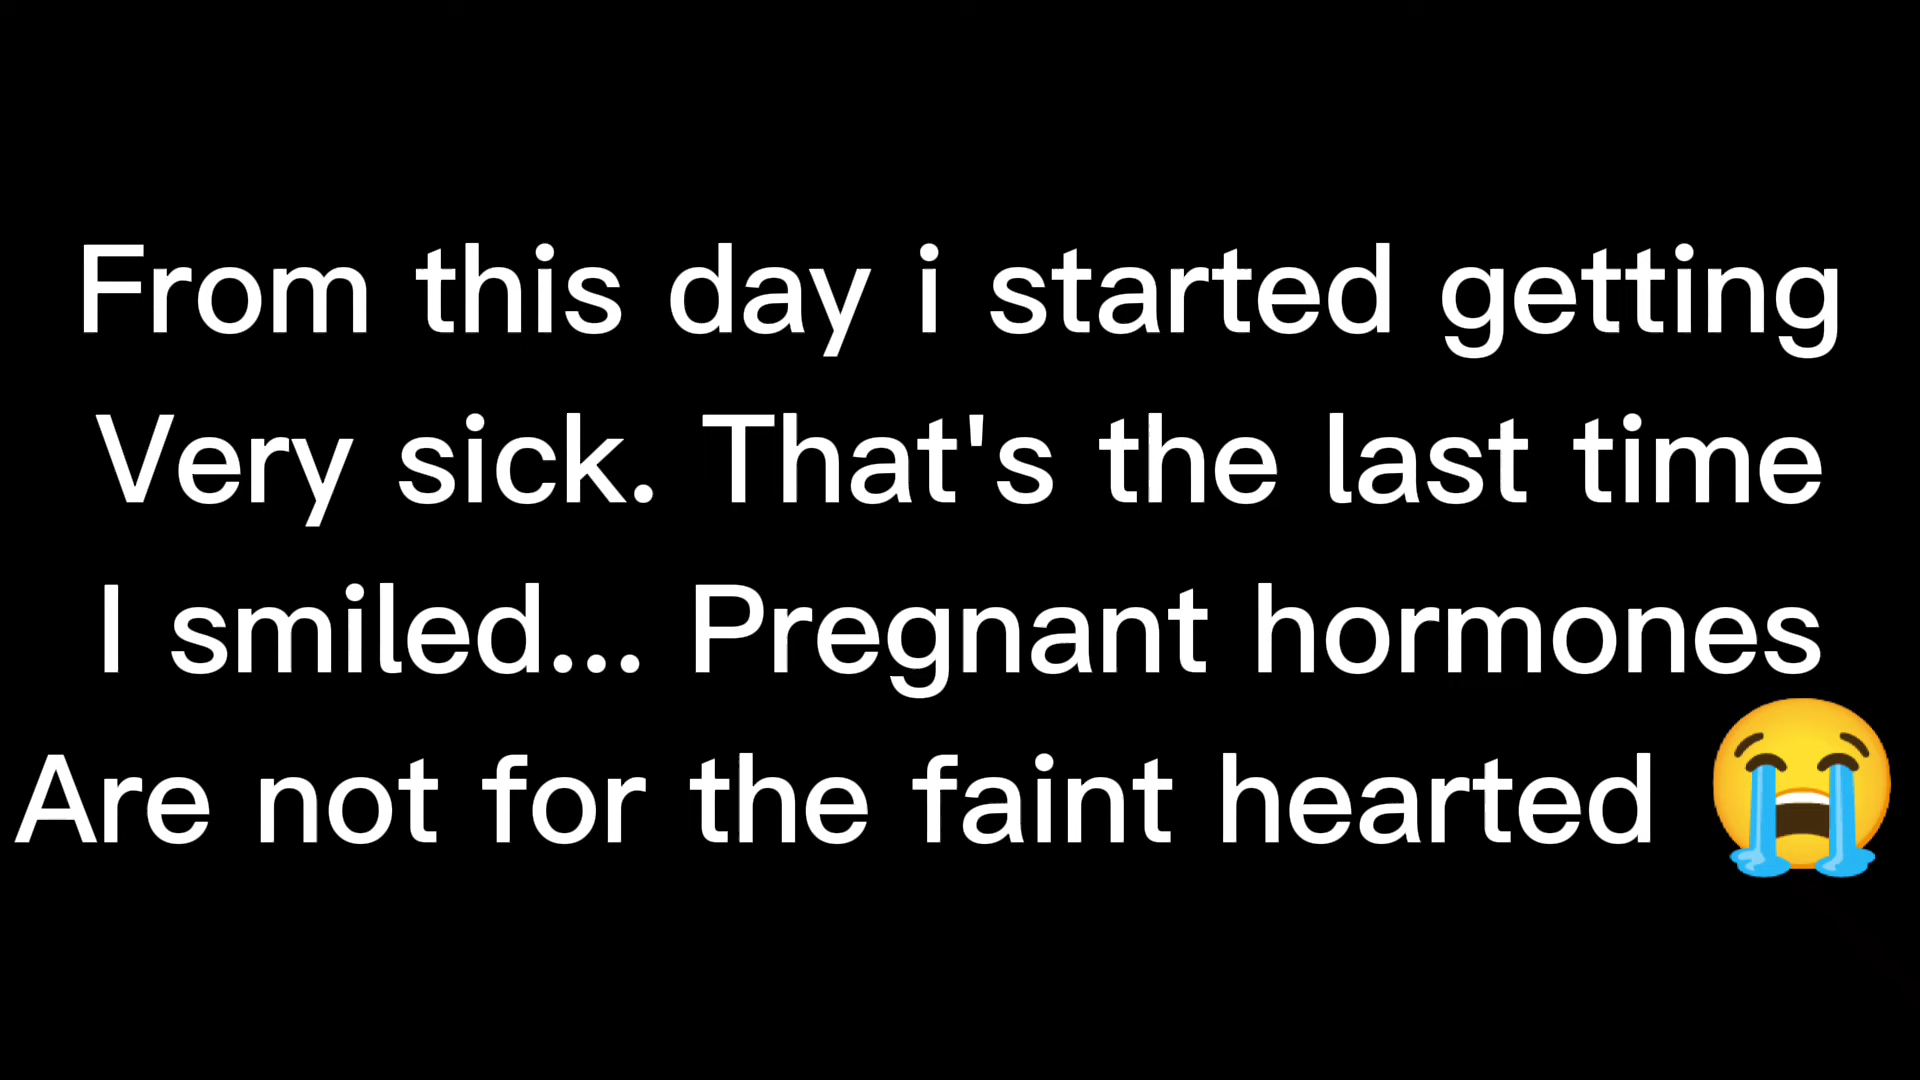 From this day i started getting
Very sick. That's the last time
I smiled... Pregnant hormones
Are not for the faint hearted 😭